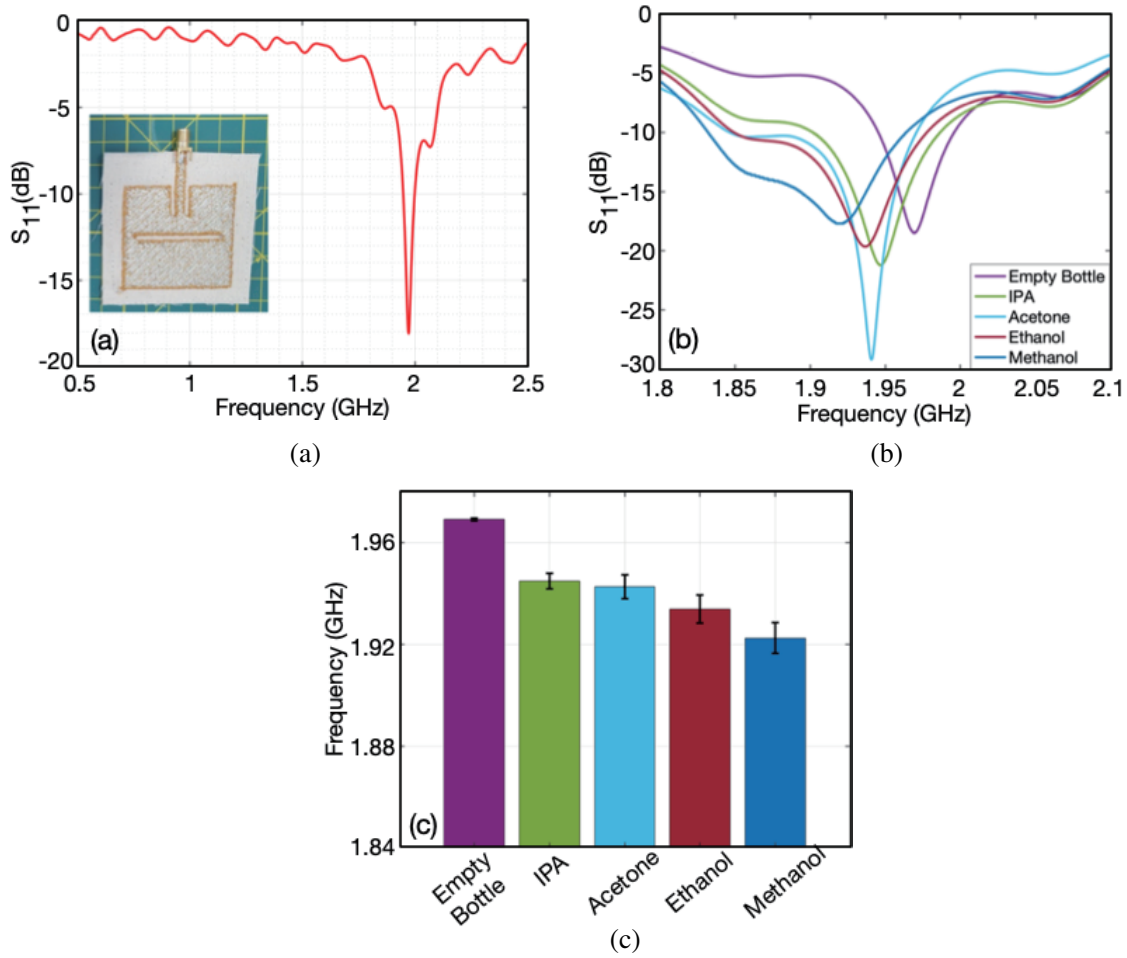 0
-5
-10
-15
-20
S11(dB)
(a)
0.5
1
1.5
2
2.5
Frequency (GHz)
(a)
0
-5
-10
-15
-20
-25
-30
S11(dB)
Empty Bottle
IPA
Acetone
Ethanol
Methanol
(b)
1.8
1.85
1.9
1.95
2
2.05
2.1
Frequency (GHz)
(b)
1.96
1.92
1.88
1.84
Frequency (GHz)
(c)
Empty
Bottle
IPA
Acetone
Ethanol
Methanol
(c)